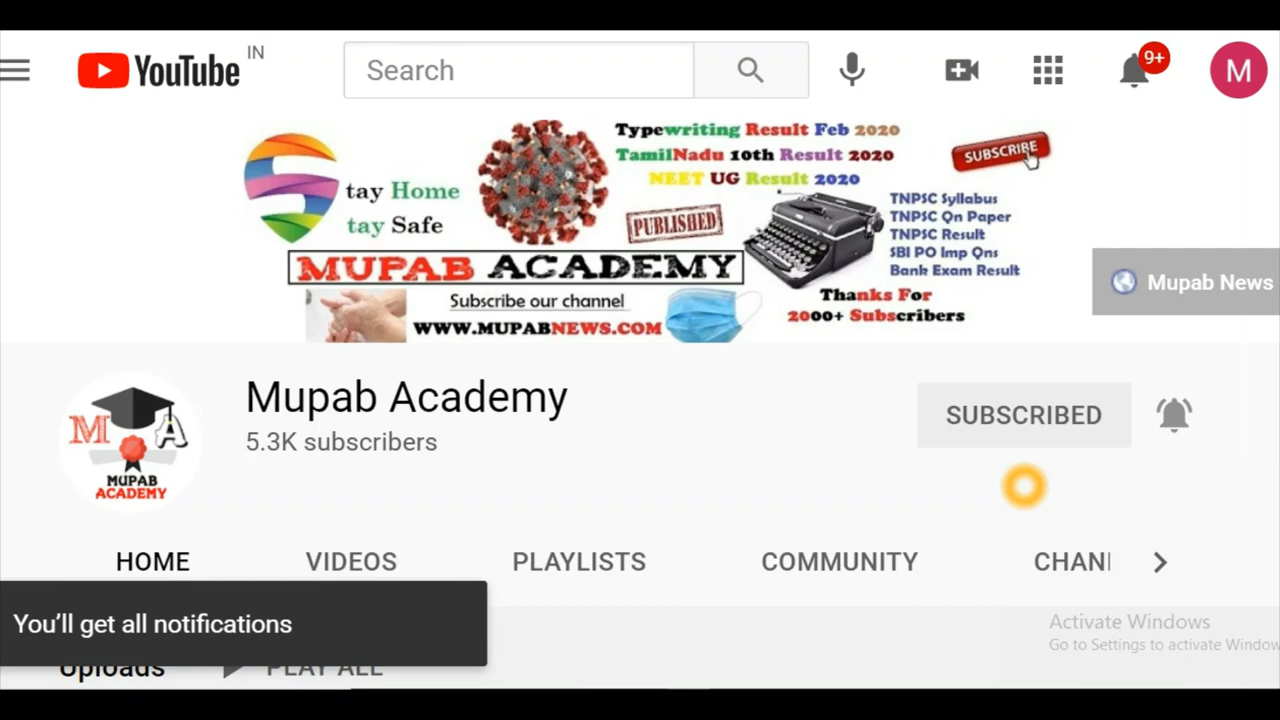 YouTube IN
Search
9+
M
Typewriting Result Feb 2020
TamilNadu 10th Result 2020
NEET UG Result 2020
SUBSCRIBE
tay Home
tay Safe
PUBLISHED
TNPSC Syllabus
TNPSC Qn Paper
TNPSC Result
SBI PO Imp Qns
Bank Exam Result
MUPAB ACADEMY
Subscribe our channel
WWW.MUPABNEWS.COM
Thanks For
2000+ Subscribers
Mupab News
M A
MUPAB
ACADEMY
Mupab Academy
5.3K subscribers
SUBSCRIBED
HOME VIDEOS PLAYLISTS COMMUNITY CHANI
You'll get all notifications
Activate Windows
Go to Settings to activate Window
Uploads PLAY ALL